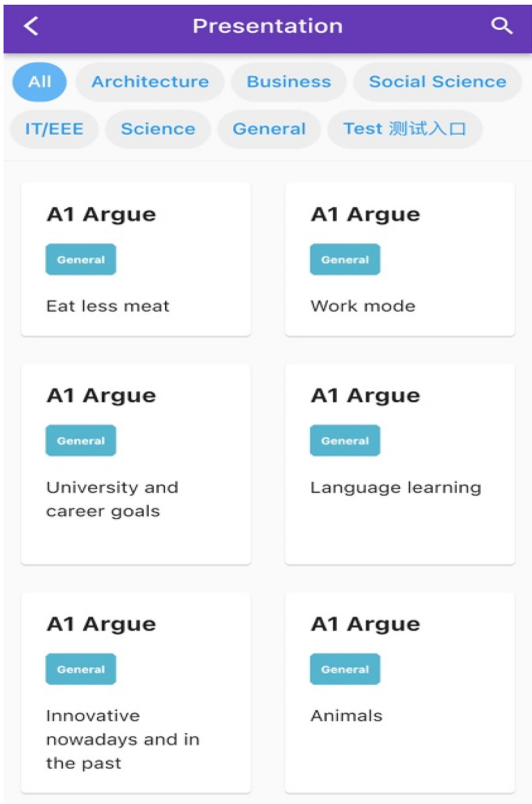 Presentation
All Architecture Business Social Science
IT/EEE Science General Test 测试入口
A1 Argue
General
Eat less meat
A1 Argue
General
Work mode
A1 Argue
General
University and
career goals
A1 Argue
General
Language learning
A1 Argue
General
Innovative
nowadays and in
the past
A1 Argue
General
Animals